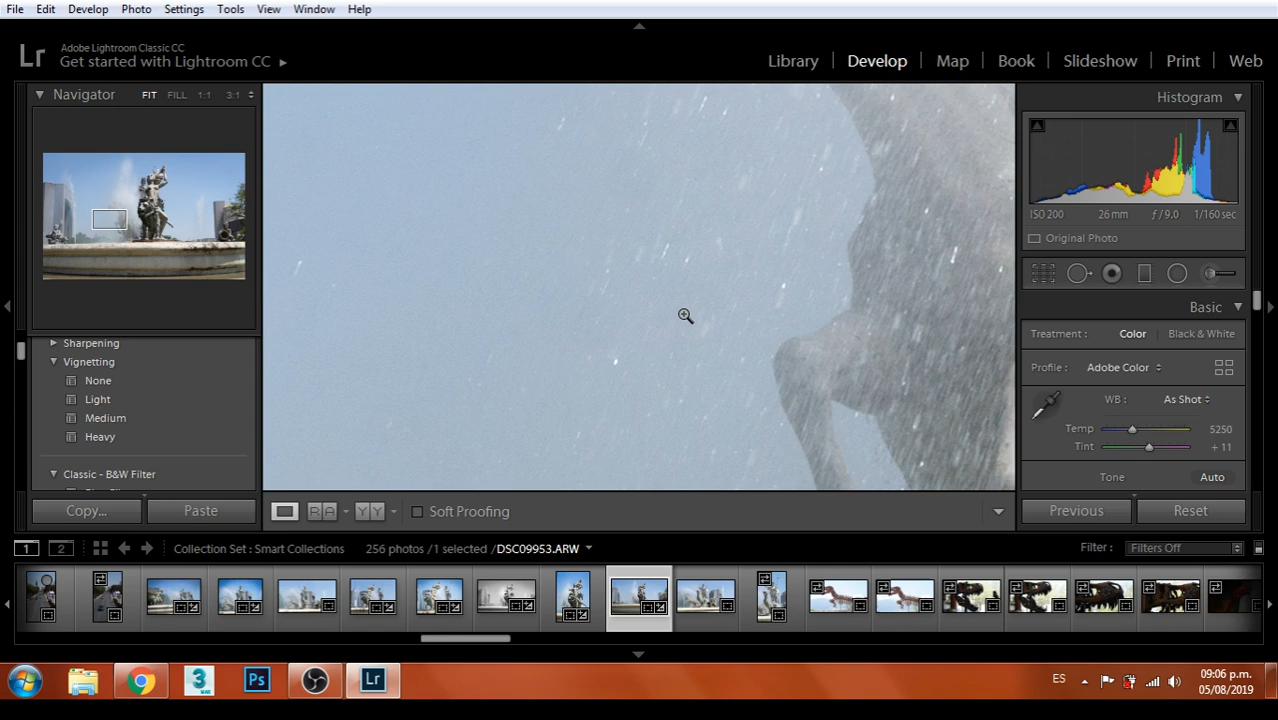 File Edit Develop Photo Settings Tools View Window Help
Lr Adobe Lightroom Classic CC
Get started with Lightroom CC
Library Develop Map Book Slideshow Print Web
Navigator FIT FILL 1:1 3:1
Histogram
ISO 200 26 mm ƒ / 9.0 1/160 sec
Original Photo
Basic
Treatment : Color Black & White
Profile : Adobe Color
WB : As Shot
Temp 5250
Tint + 11
Tone Auto
Sharpening
Vignetting
None
Light
Medium
Heavy
Classic - B&W Filter
Copy... Paste
R A Y Y Soft Proofing
Previous Reset
1 2 Collection Set : Smart Collections 256 photos / 1 selected / DSC09953.ARW Filter : Filters Off
3 Ps Lr
ES 09:06 p.m.
05/08/2019